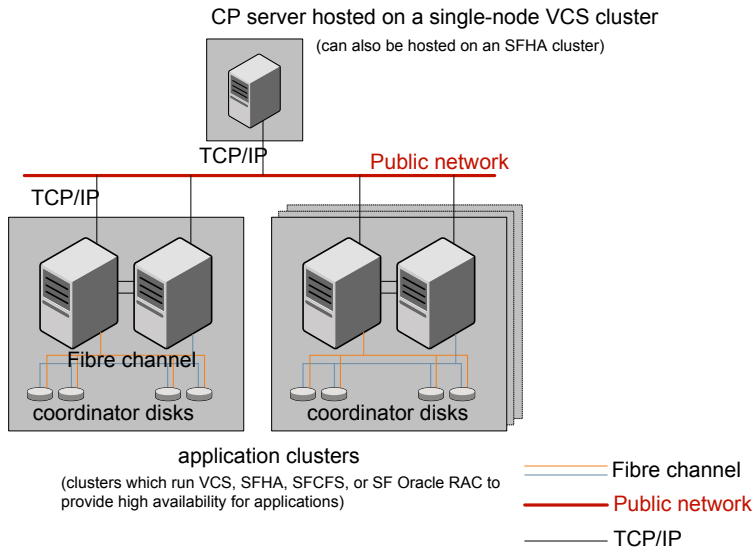 CP server hosted on a single-node VCS cluster
(can also be hosted on an SFHA cluster)
TCP/IP
Public network
TCP/IP
Fibre channel
coordinator disks
coordinator disks
application clusters
(clusters which run VCS, SFHA, SFCFS, or SF Oracle RAC to
provide high availability for applications)
Fibre channel
Public network
TCP/IP